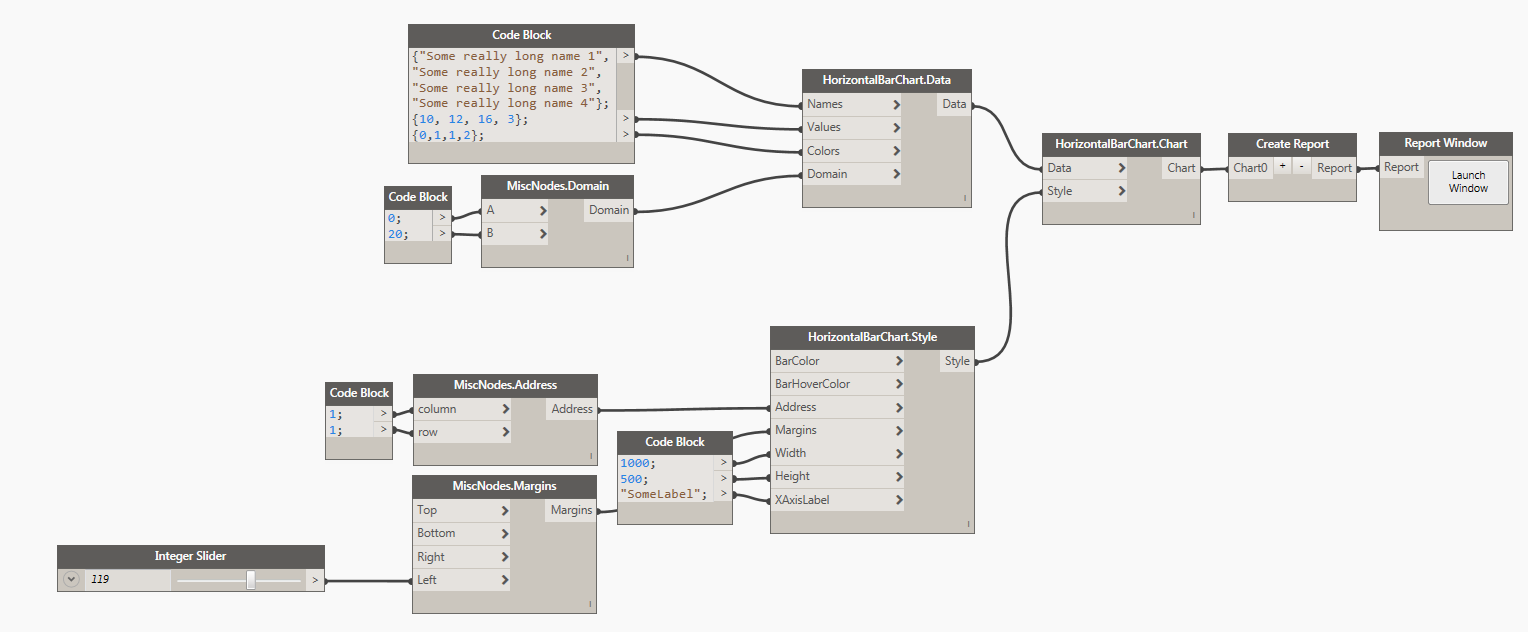 Code Block
{"Some really long name 1", >
"Some really long name 2",
"Some really long name 3",
"Some really long name 4"};
{10, 12, 16, 3}; >
{0,1,1,2}; >
Code Block
0; >
20; >
MiscNodes.Domain
A > Domain
B >
HorizontalBarChart.Data
Names > Data
Values >
Colors >
Domain >
HorizontalBarChart.Chart
Data > Chart
Style >
Create Report
Chart0 + - Report
Report Window
Report Launch
Window
HorizontalBarChart.Style
BarColor > Style
BarHoverColor >
Address >
Margins >
Width >
Height >
XAxisLabel >
Code Block
1; >
1; >
MiscNodes.Address
column > Address
row >
Code Block
1000; >
500; >
"SomeLabel"; >
MiscNodes.Margins
Top > Margins
Bottom >
Right >
Left >
Integer Slider
119 >